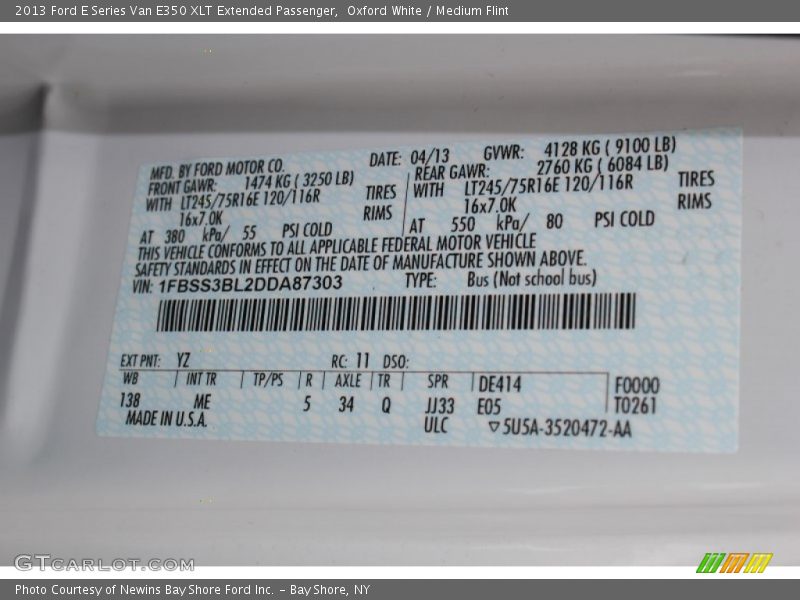 2013 Ford E Series Van E350 XLT Extended Passenger, Oxford White / Medium Flint
MFD. BY FORD MOTOR CO. DATE: 04/13 GVWR: 4128 KG ( 9100 LB)
FRONT GAWR: 1474 KG ( 3250 LB) REAR GAWR: 2760 KG ( 6084 LB)
WITH LT245/75R16E 120/116R TIRES WITH LT245/75R16E 120/116R TIRES
16x7.0K RIMS 16x7.0K RIMS
AT 380 kPa/ 55 PSI COLD AT 550 kPa/ 80 PSI COLD
THIS VEHICLE CONFORMS TO ALL APPLICABLE FEDERAL MOTOR VEHICLE
SAFETY STANDARDS IN EFFECT ON THE DATE OF MANUFACTURE SHOWN ABOVE.
VIN: 1FBSS3BL2DDA87303 TYPE: Bus (Not school bus)
EXT PNT: YZ RC: 11 DSO:
WB INT TR TP/PS R AXLE TR SPR DE414 F0000
138 ME 5 34 Q JJ33 E05 T0261
MADE IN U.S.A. ULC ▽5U5A-3520472-AA
GTCarLot.com
Photo Courtesy of Newins Bay Shore Ford Inc. - Bay Shore, NY